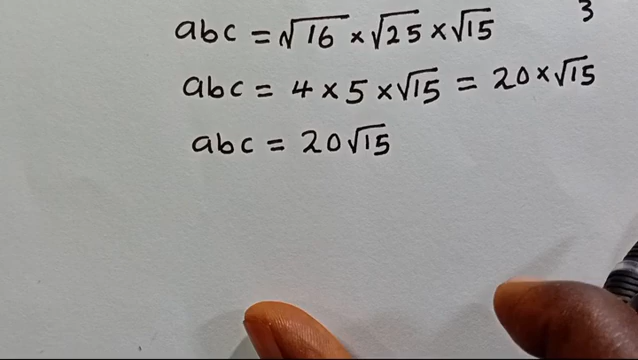 abc = √16 × √25 × √15 3
abc = 4 × 5 × √15 = 20 × √15
abc = 20√15